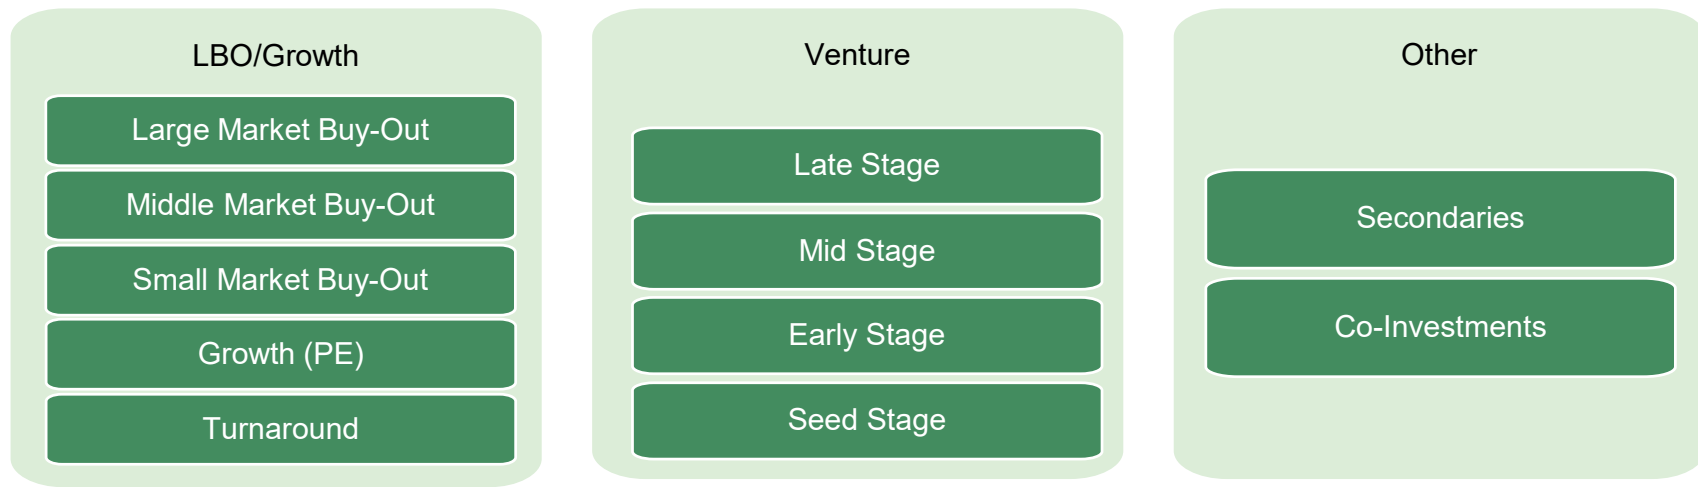 LBO/Growth
Large Market Buy-Out
Middle Market Buy-Out
Small Market Buy-Out
Growth (PE)
Turnaround
Venture
Late Stage
Mid Stage
Early Stage
Seed Stage
Other
Secondaries
Co-Investments